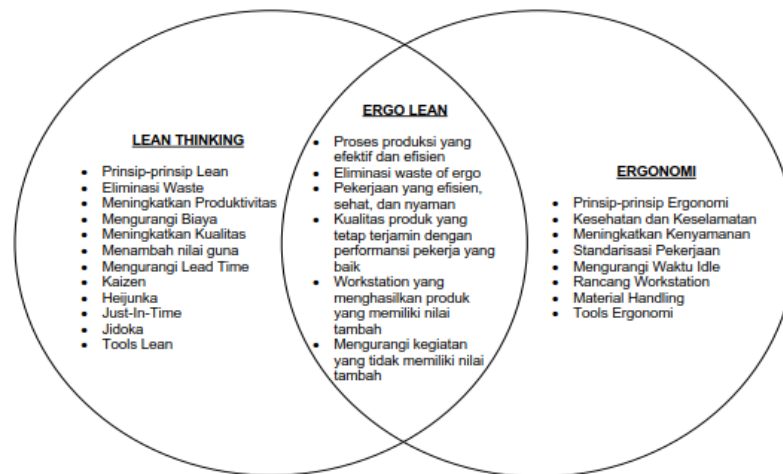 LEAN THINKING
• Prinsip-prinsip Lean
• Eliminasi Waste
• Meningkatkan Produktivitas
• Mengurangi Biaya
• Meningkatkan Kualitas
• Menambah nilai guna
• Mengurangi Lead Time
• Kaizen
• Heijunka
• Just-In-Time
• Jidoka
• Tools Lean
ERGO LEAN
• Proses produksi yang
efektif dan efisien
• Eliminasi waste of ergo
• Pekerjaan yang efisien,
sehat, dan nyaman
• Kualitas produk yang
tetap terjamin dengan
performansi pekerja yang
baik
• Workstation yang
menghasilkan produk
yang memiliki nilai
tambah
• Mengurangi kegiatan
yang tidak memiliki nilai
tambah
ERGONOMI
• Prinsip-prinsip Ergonomi
• Kesehatan dan Keselamatan
• Meningkatkan Kenyamanan
• Standarisasi Pekerjaan
• Mengurangi Waktu Idle
• Rancang Workstation
• Material Handling
• Tools Ergonomi